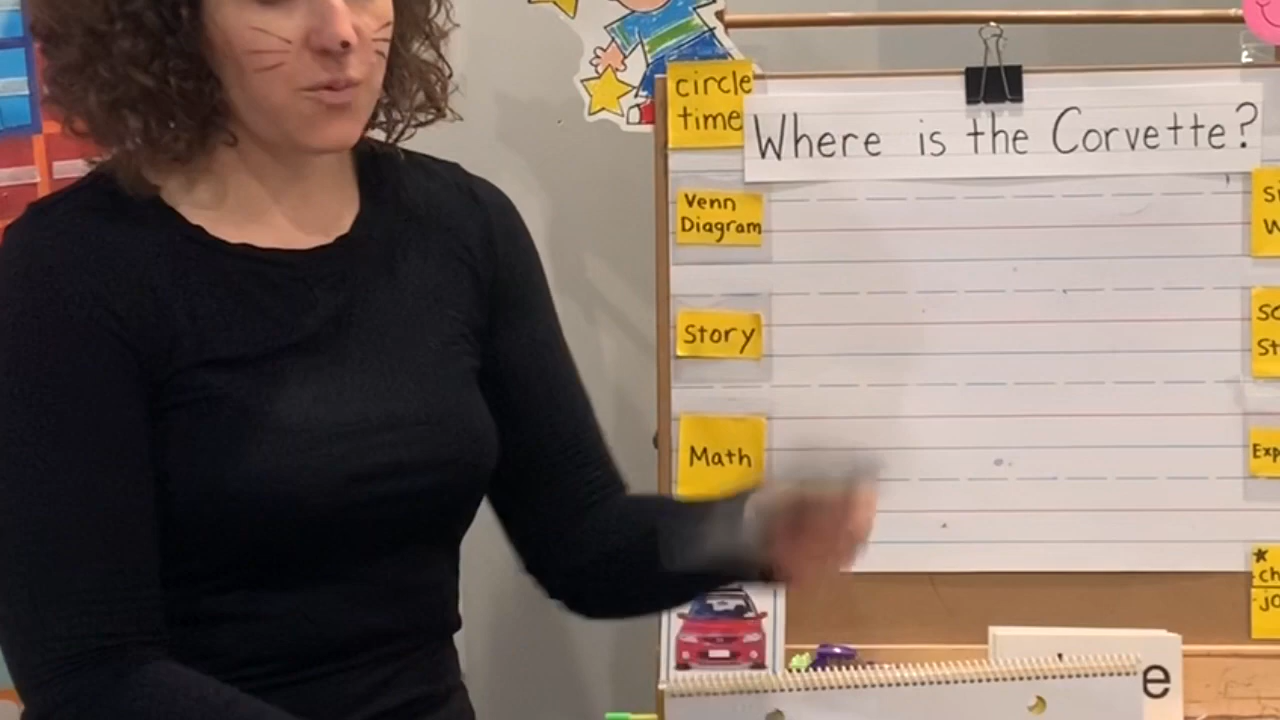 circle
time
Where is the Corvette?
Venn
Diagram
Story
Math
e